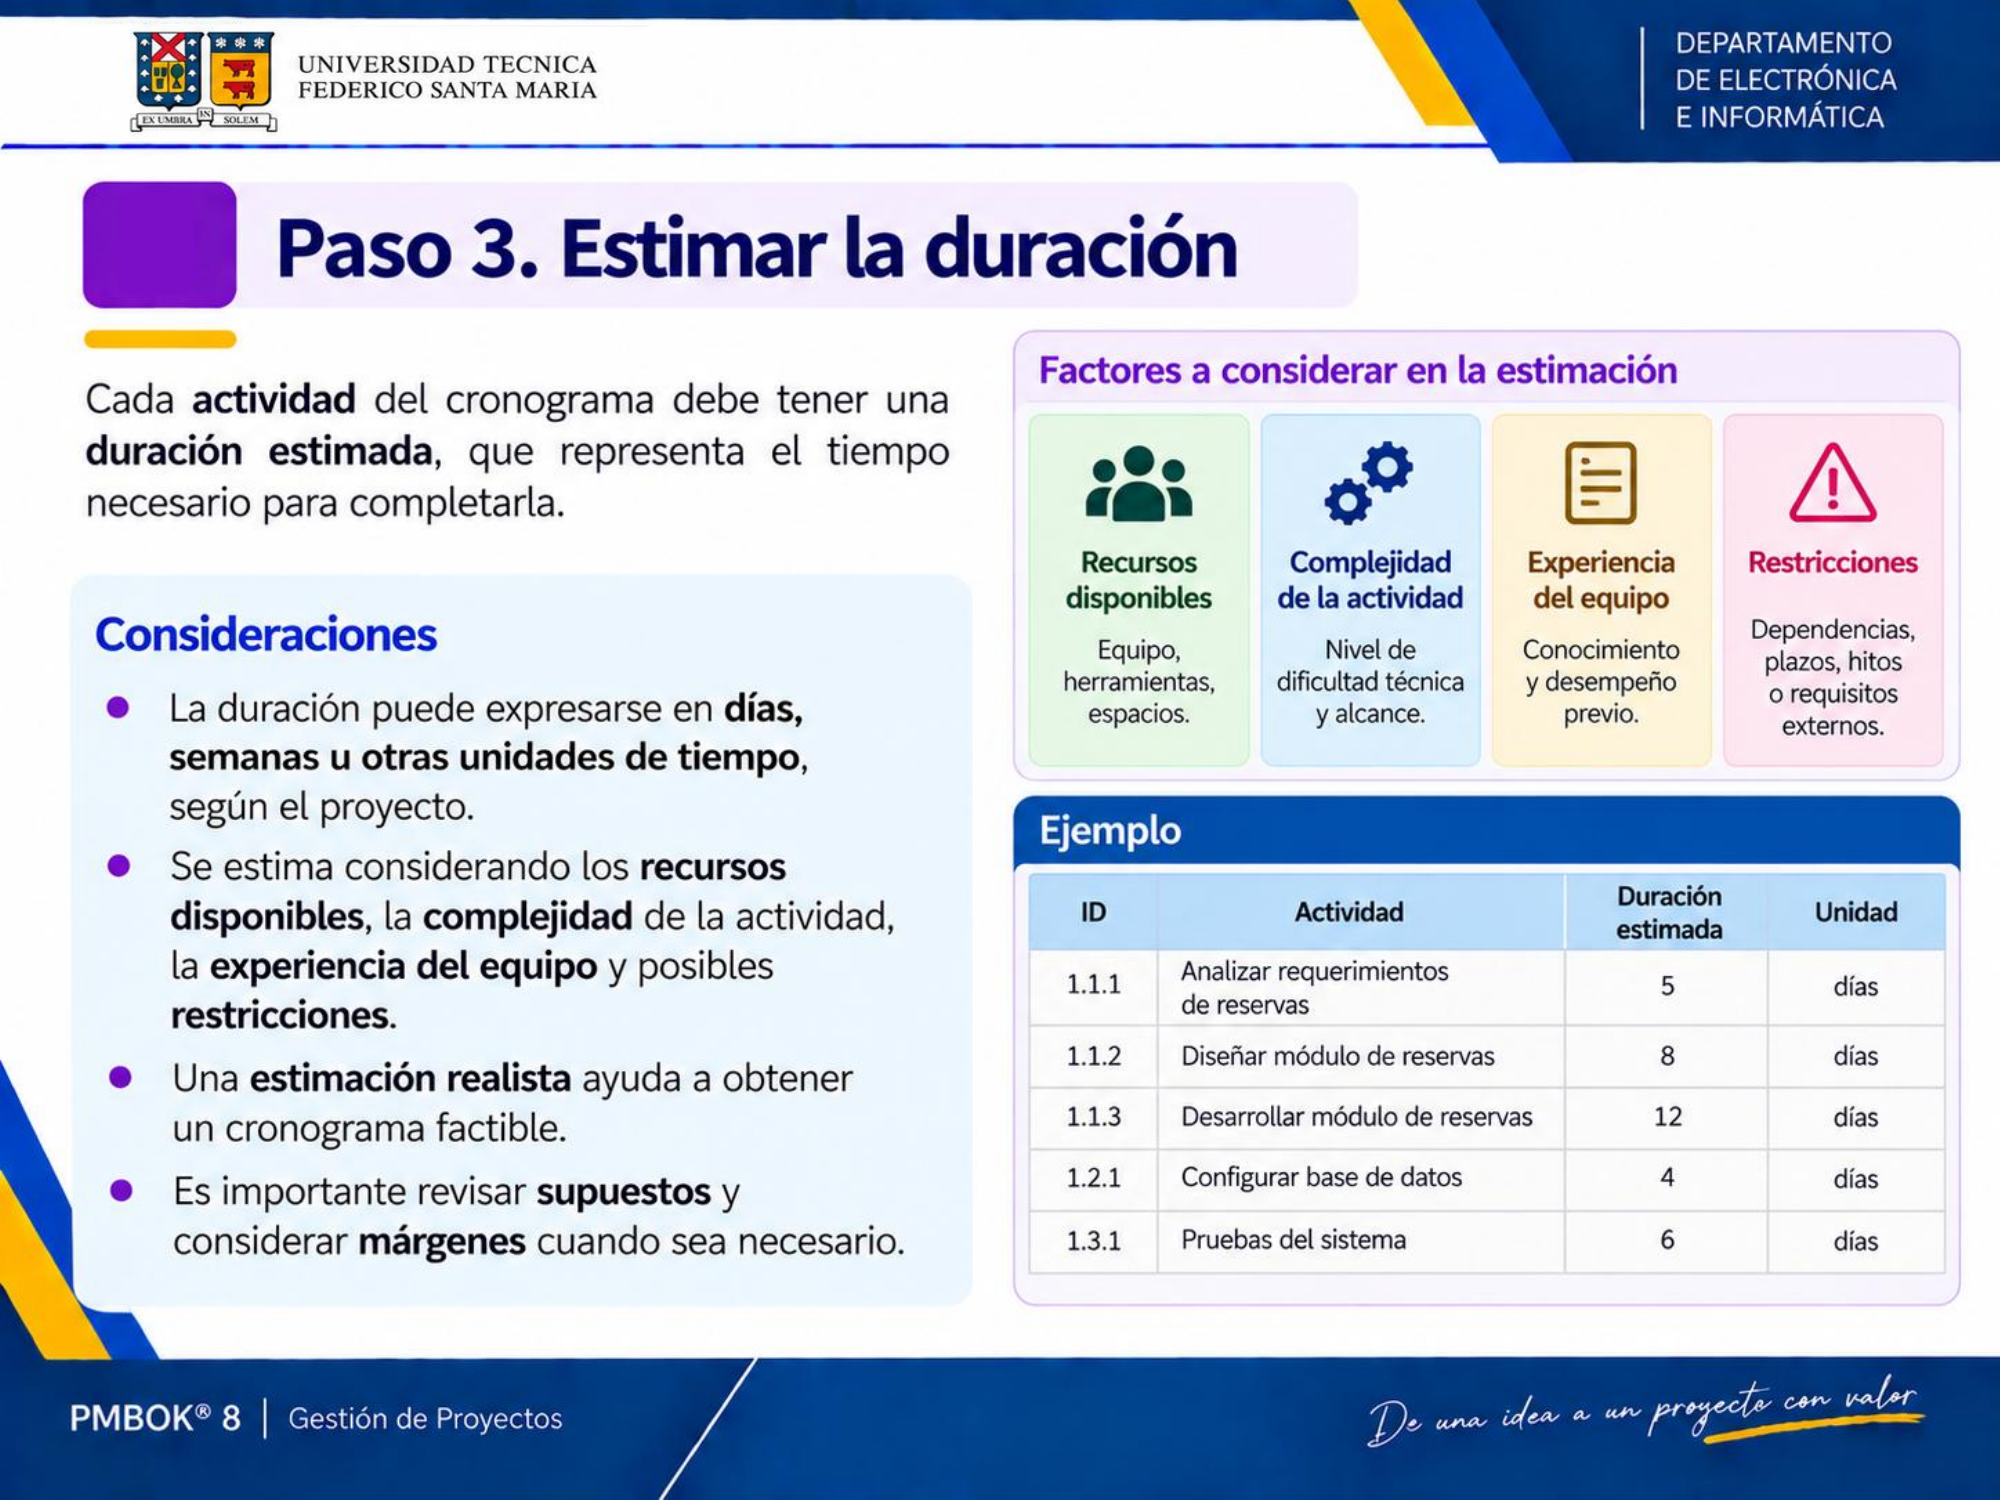 EX UMBRA IN SOLEM
UNIVERSIDAD TECNICA
FEDERICO SANTA MARIA
DEPARTAMENTO
DE ELECTRÓNICA
E INFORMÁTICA
Paso 3. Estimar la duración
Cada actividad del cronograma debe tener una
duración estimada, que representa el tiempo
necesario para completarla.
Consideraciones
● La duración puede expresarse en días,
semanas u otras unidades de tiempo,
según el proyecto.
● Se estima considerando los recursos
disponibles, la complejidad de la actividad,
la experiencia del equipo y posibles
restricciones.
● Una estimación realista ayuda a obtener
un cronograma factible.
● Es importante revisar supuestos y
considerar márgenes cuando sea necesario.
Factores a considerar en la estimación
Recursos
disponibles
Equipo,
herramientas,
espacios.
Complejidad
de la actividad
Nivel de
dificultad técnica
y alcance.
Experiencia
del equipo
Conocimiento
y desempeño
previo.
Restricciones
Dependencias,
plazos, hitos
o requisitos
externos.
Ejemplo
ID Actividad Duración estimada Unidad
1.1.1 Analizar requerimientos de reservas 5 días
1.1.2 Diseñar módulo de reservas 8 días
1.1.3 Desarrollar módulo de reservas 12 días
1.2.1 Configurar base de datos 4 días
1.3.1 Pruebas del sistema 6 días
PMBOK® 8 | Gestión de Proyectos
De una idea a un proyecto con valor